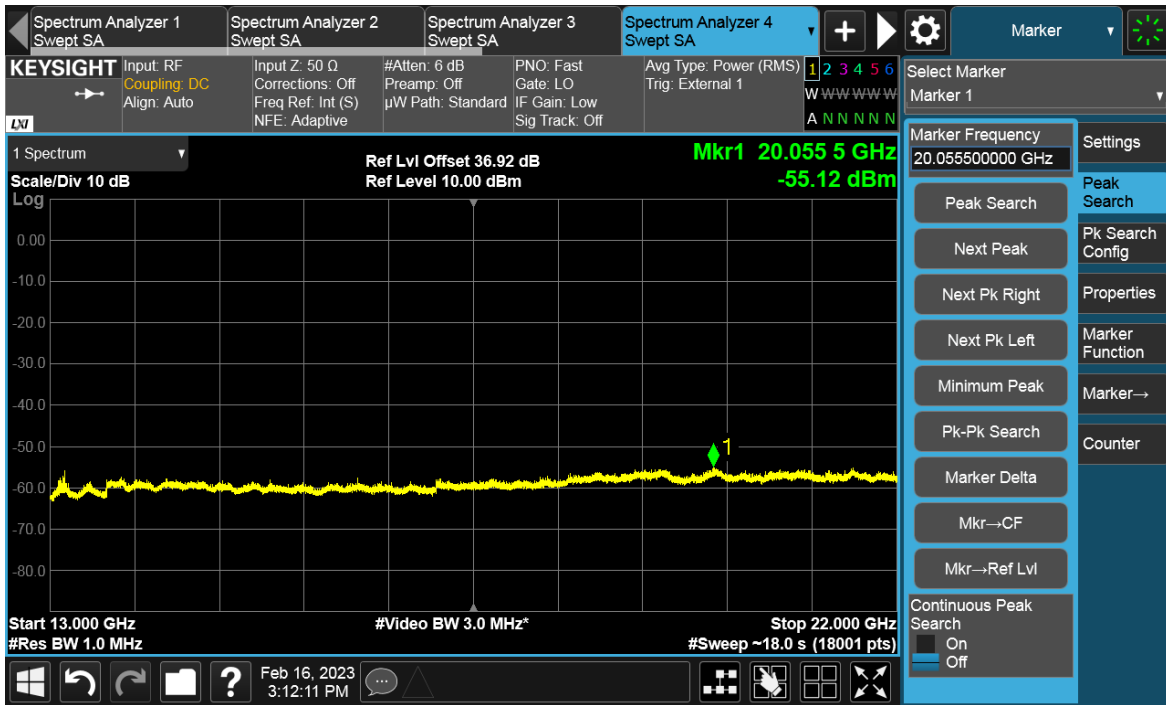 Spectrum Analyzer 1
Swept SA
Spectrum Analyzer 2
Swept SA
Spectrum Analyzer 3
Swept SA
Spectrum Analyzer 4
Swept SA
Marker
KEYSIGHT
LXI
Input: RF
Coupling: DC
Align: Auto
Input Z: 50 Ω
Corrections: Off
Freq Ref: Int (S)
NFE: Adaptive
#Atten: 6 dB
Preamp: Off
µW Path: Standard
PNO: Fast
Gate: LO
IF Gain: Low
Sig Track: Off
Avg Type: Power (RMS)
Trig: External 1
1 2 3 4 5 6
W W W W W W
A N N N N N
Select Marker
Marker 1
1 Spectrum
Scale/Div 10 dB
Log
Ref Lvl Offset 36.92 dB
Ref Level 10.00 dBm
Mkr1 20.055 5 GHz
-55.12 dBm
0.00
-10.0
-20.0
-30.0
-40.0
-50.0
-60.0
-70.0
-80.0
1
Start 13.000 GHz
#Res BW 1.0 MHz
#Video BW 3.0 MHz*
Stop 22.000 GHz
#Sweep ~18.0 s (18001 pts)
Marker Frequency
20.055500000 GHz
Peak Search
Next Peak
Next Pk Right
Next Pk Left
Minimum Peak
Pk-Pk Search
Marker Delta
Mkr→CF
Mkr→Ref Lvl
Continuous Peak
Search
On
Off
Settings
Peak
Search
Pk Search
Config
Properties
Marker
Function
Marker→
Counter
?
Feb 16, 2023
3:12:11 PM